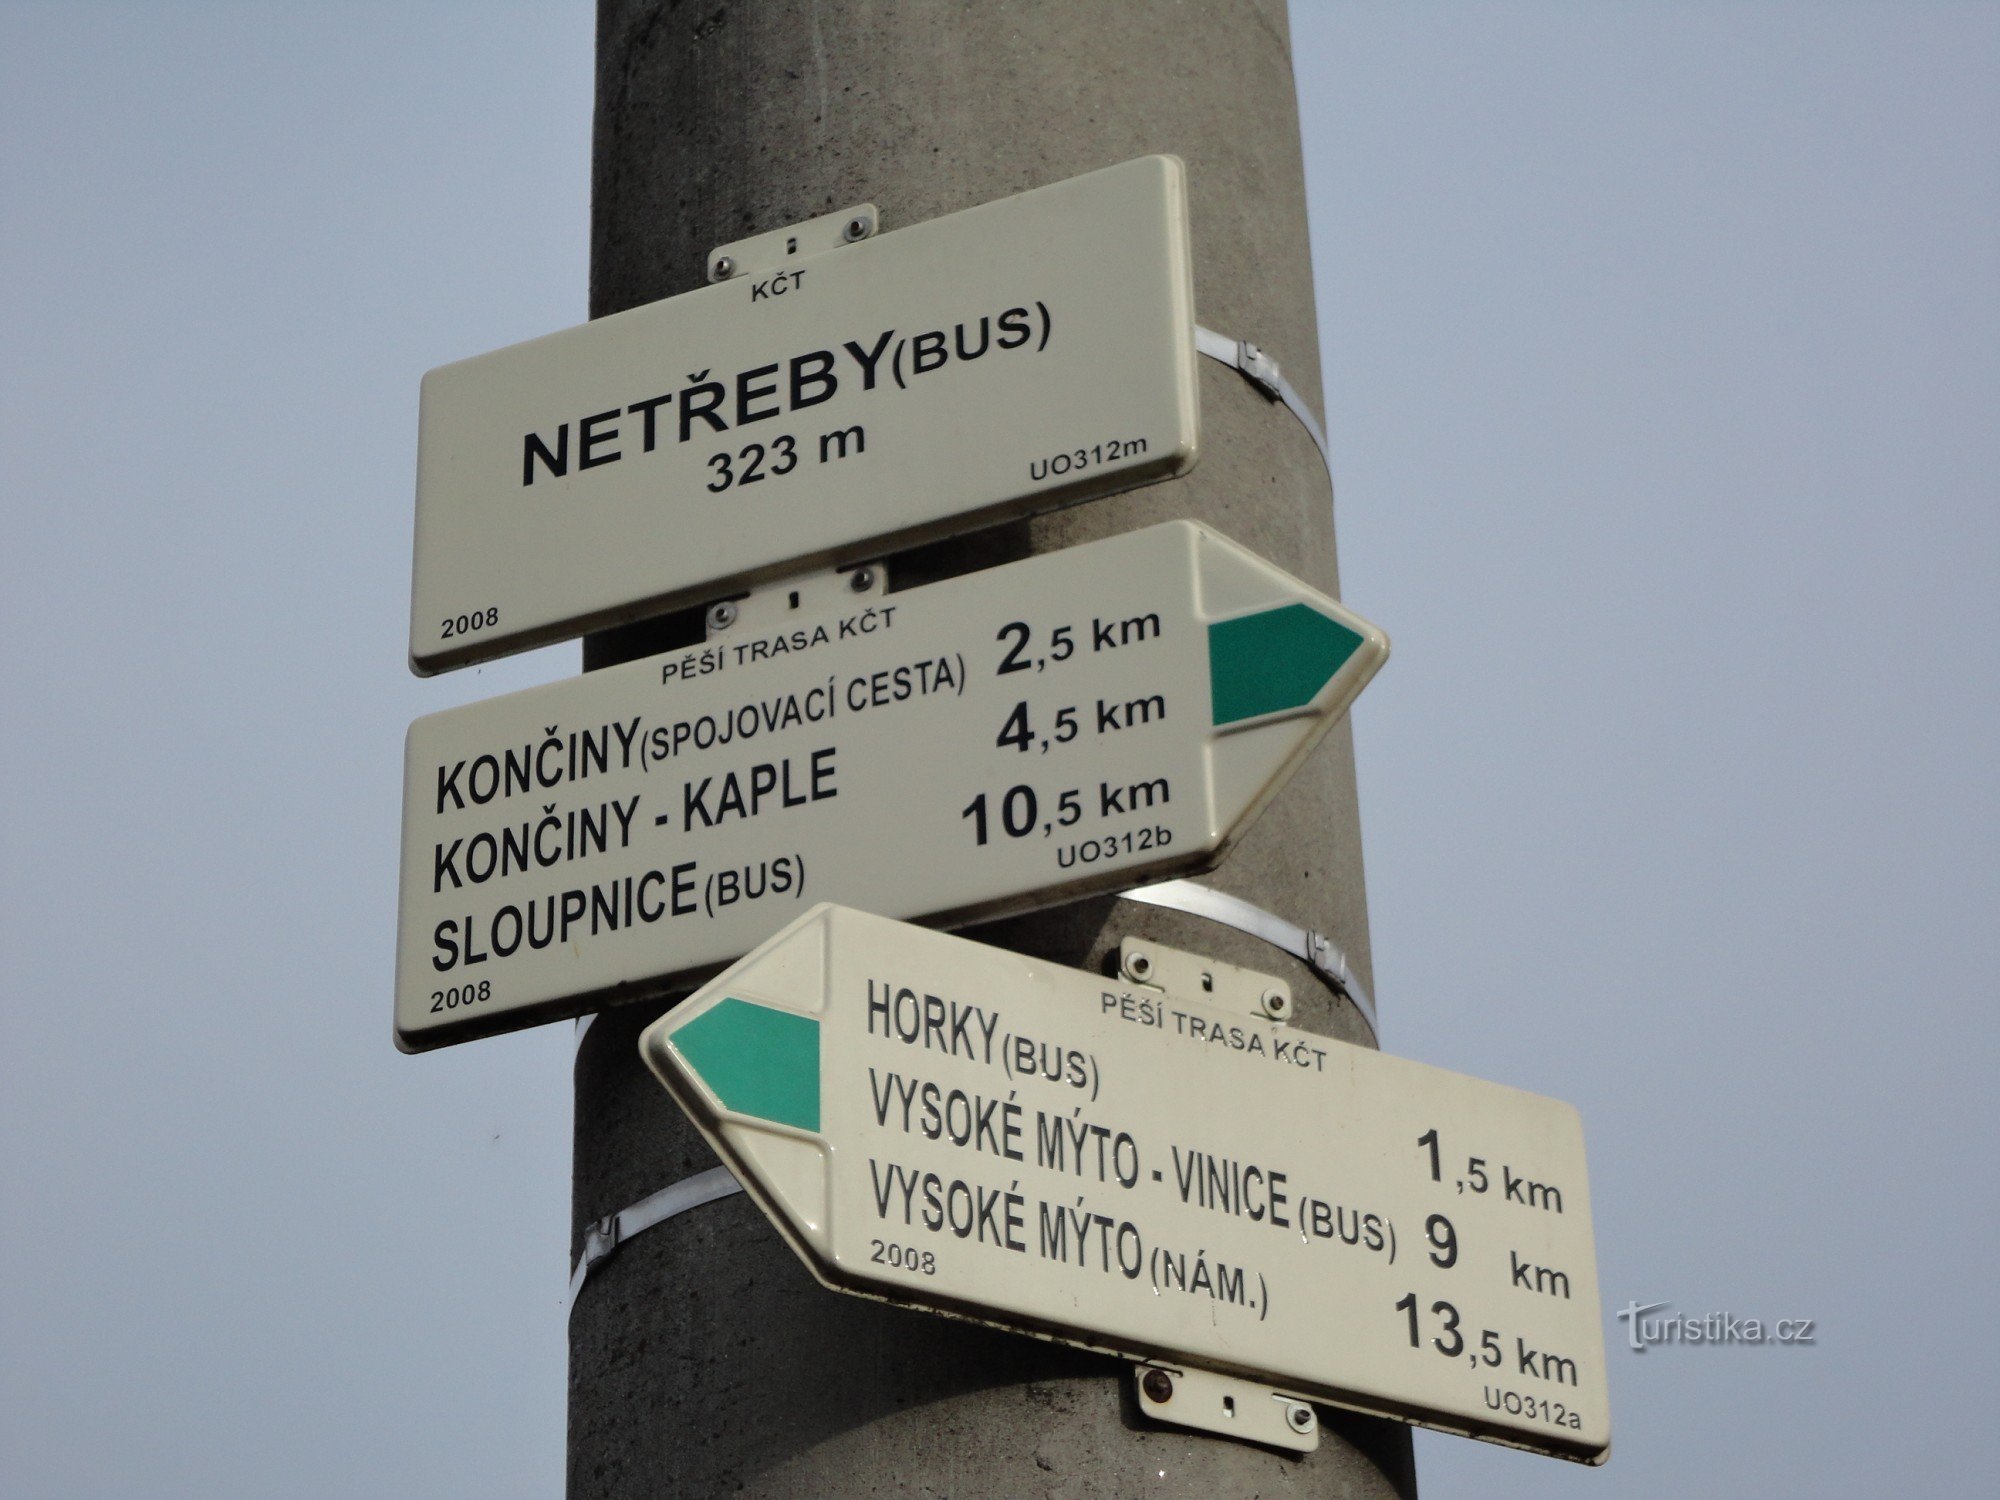 KČT
NETŘEBY(BUS)
323 m
UO312m
2008
PĚŠÍ TRASA KČT
KONČINY(SPOJOVACÍ CESTA) 2,5 km
KONČINY - KAPLE 4,5 km
SLOUPNICE(BUS) 10,5 km
2008 UO312b
PĚŠÍ TRASA KČT
HORKY(BUS) 1,5 km
VYSOKÉ MÝTO - VINICE(BUS) 9 km
VYSOKÉ MÝTO(NÁM.) 13,5 km
2008 UO312a
Turistika.cz